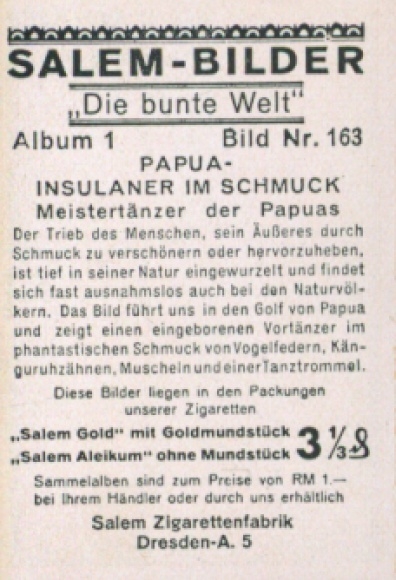 SALEM-BILDER
„Die bunte Welt“
Album 1 Bild Nr. 163
PAPUA-
INSULANER IM SCHMUCK
Meistertänzer der Papuas
Der Trieb des Menschen, sein Äußeres durch
Schmuck zu verschönern oder hervorzuheben,
ist tief in seiner Natur eingewurzelt und findet
sich fast ausnahmslos auch bei den Naturvöl-
kern. Das Bild führt uns in den Golf von Papua
und zeigt einen eingeborenen Vortänzer im
phantastischen Schmuck von Vogelfedern, Kän-
guruhzähnen, Muscheln und einer Tanztrommel.
Diese Bilder liegen in den Packungen
unserer Zigaretten
„Salem Gold“ mit Goldmundstück 3 ⅓ ₰
„Salem Aleikum“ ohne Mundstück
Sammelalben sind zum Preise von RM 1.—
bei Ihrem Händler oder durch uns erhältlich
Salem Zigarettenfabrik
Dresden-A. 5